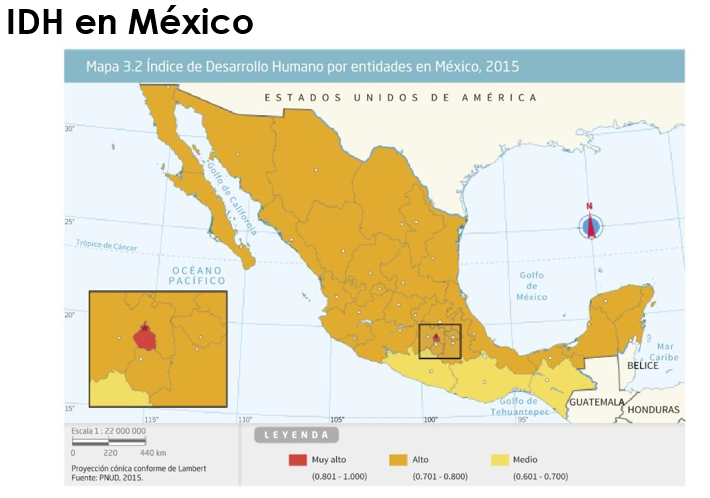 IDH en México
Mapa 3.2 Índice de Desarrollo Humano por entidades en México, 2015
ESTADOS UNIDOS DE AMÉRICA
30°
Golfo de California
N
25°
Trópico de Cáncer
OCÉANO
PACÍFICO
Golfo
de
México
20°
Mar
Caribe
BELICE
Golfo de
Tehuantepec
GUATEMALA
HONDURAS
15°
115°
110°
105°
100°
95°
Escala 1 : 22 000 000
0 220 440 km
Proyección cónica conforme de Lambert
Fuente: PNUD, 2015.
LEYENDA
Muy alto
(0.801 - 1.000)
Alto
(0.701 - 0.800)
Medio
(0.601 - 0.700)